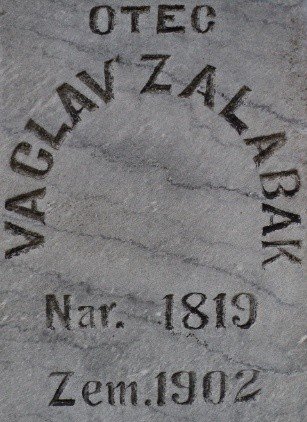 OTEC
VACLAV ZALABAK
Nar. 1819
Zem. 1902